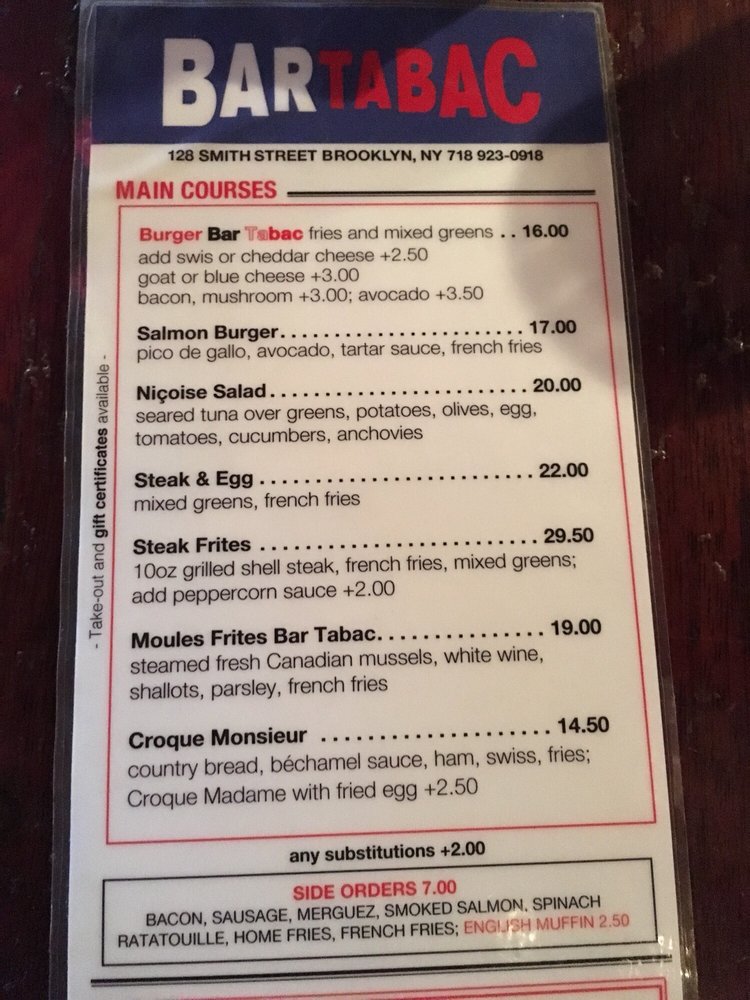 BARTABAC
128 SMITH STREET BROOKLYN, NY 718 923-0918
MAIN COURSES
Burger Bar Tabac fries and mixed greens . . 16.00
add swis or cheddar cheese +2.50
goat or blue cheese +3.00
bacon, mushroom +3.00; avocado +3.50
Salmon Burger. . . . . . . . . . . . . . . . . . . . . . . . 17.00
pico de gallo, avocado, tartar sauce, french fries
Niçoise Salad. . . . . . . . . . . . . . . . . . . . . . . . . 20.00
seared tuna over greens, potatoes, olives, egg,
tomatoes, cucumbers, anchovies
Steak & Egg . . . . . . . . . . . . . . . . . . . . . . . . . . 22.00
mixed greens, french fries
Steak Frites . . . . . . . . . . . . . . . . . . . . . . . . . . 29.50
10oz grilled shell steak, french fries, mixed greens;
add peppercorn sauce +2.00
Moules Frites Bar Tabac. . . . . . . . . . . . . . . . 19.00
steamed fresh Canadian mussels, white wine,
shallots, parsley, french fries
Croque Monsieur . . . . . . . . . . . . . . . . . . . . . 14.50
country bread, béchamel sauce, ham, swiss, fries;
Croque Madame with fried egg +2.50
- Take-out and gift certificates available -
any substitutions +2.00
SIDE ORDERS 7.00
BACON, SAUSAGE, MERGUEZ, SMOKED SALMON, SPINACH
RATATOUILLE, HOME FRIES, FRENCH FRIES; ENGLISH MUFFIN 2.50